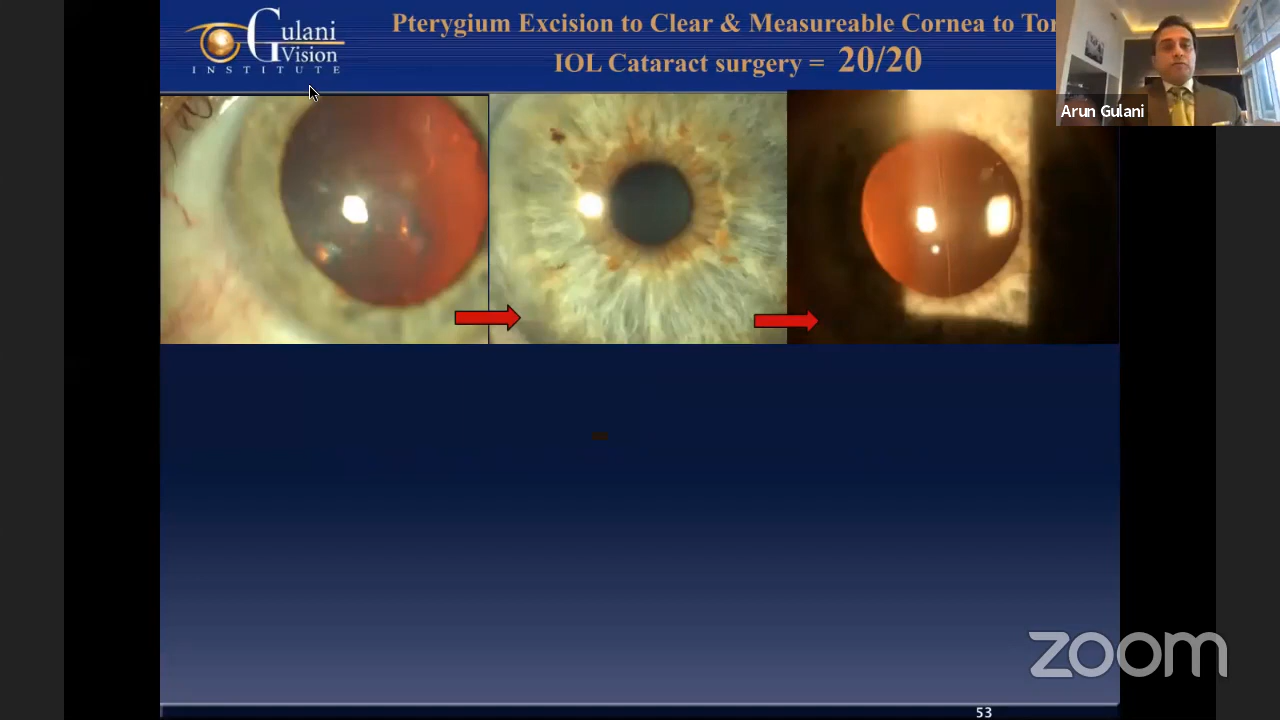 Gulani
Vision
INSTITUTE
Pterygium Excision to Clear & Measureable Cornea to
IOL Cataract surgery = 20/20
Arun Gulani
zoom
53